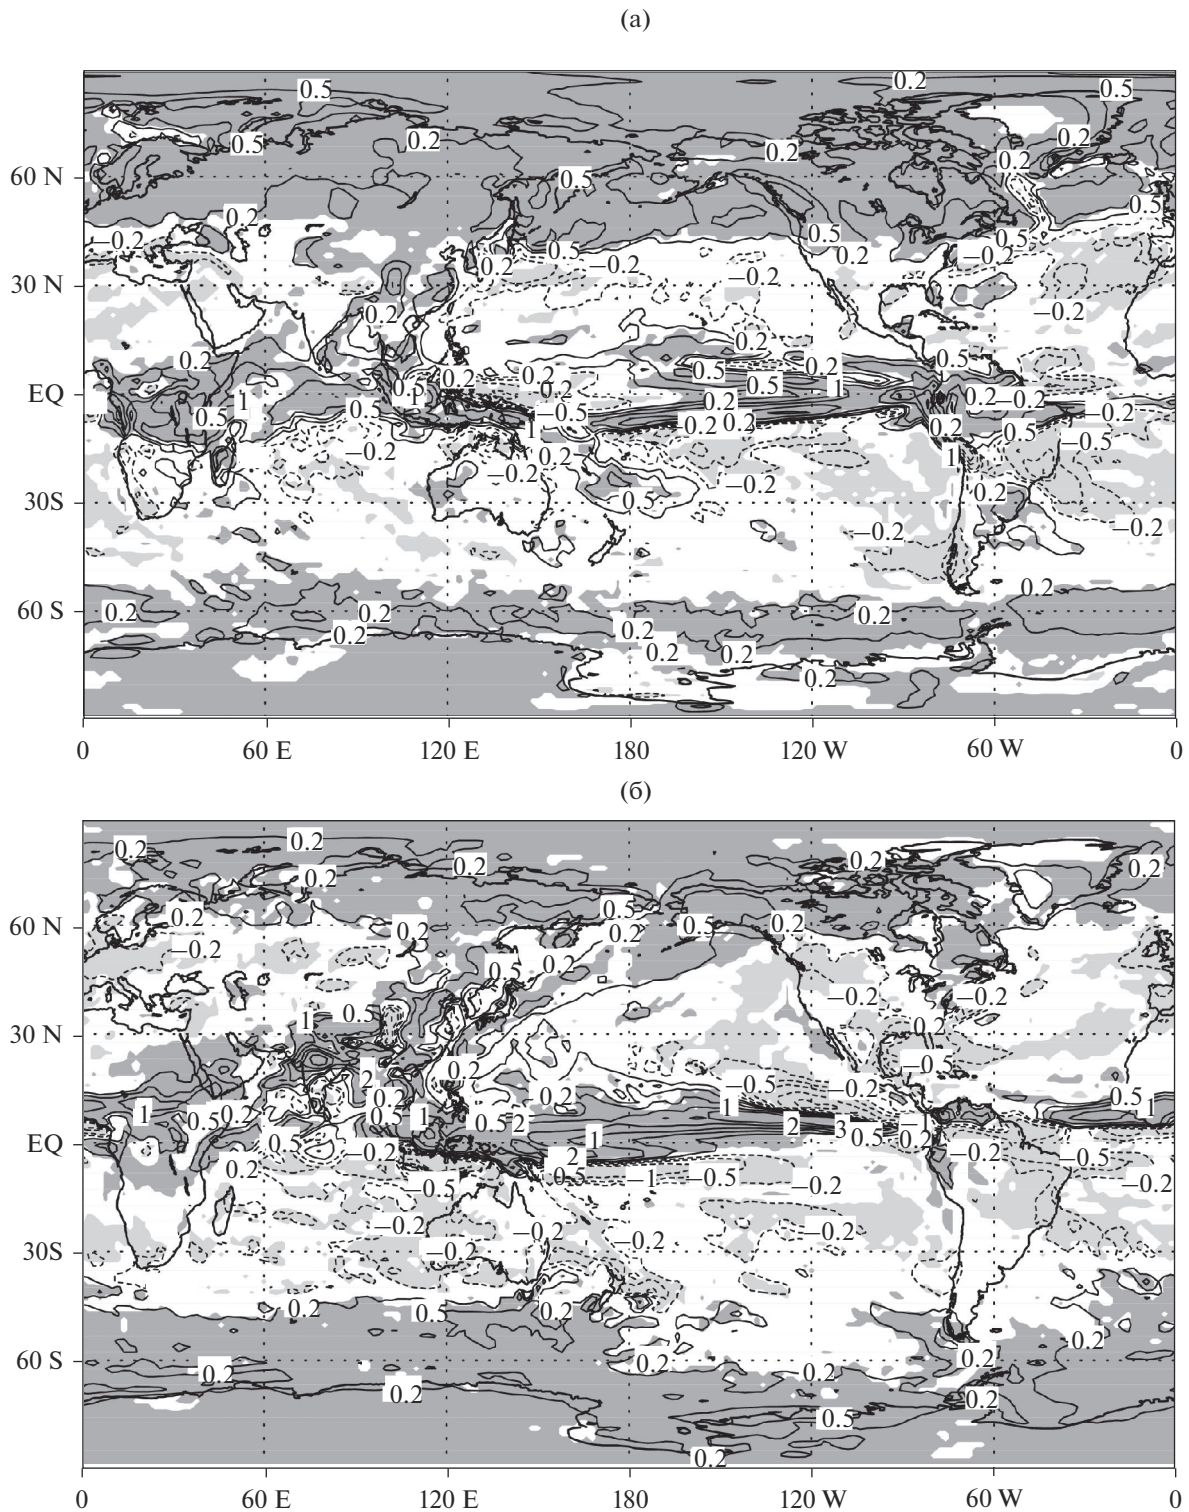 (а)
0.2
0.5 0.5
0.5 0.2 0.2 0.2
0.2
60 N 0.5
0.2 0.5
−0.2 0.5 0.5
0.2 0.5 0.2 −0.2
0.2 −0.2 −0.2
30 N
0.2 −0.2
0.2
0.2 0.2 0.5
0.2 0.2 0.5
EQ 0.5 0.2 0.5 1 0.2 −0.2
1 0.5 1 −0.5 0.2 −0.2
0.5 −0.2 0.2 0.2 0.5
−0.2 1 0.2 −0.5
−0.2 −0.2 1
30S 0.5 0.2
−0.2 −0.2
0.2
60 S 0.2 0.2 0.2
0.2 0.2
0.2 0.2
0.2
0 60 E 120 E 180 120 W 60 W 0
(б)
0.2 0.2 0.2
0.2 0.2
60 N 0.2 0.5 0.5 0.2
0.2 0.2
−0.2 0.5 0.2
−0.2 −0.2
30 N 1 0.5 0.2
2 0.2 −0.5 −0.2 −0.5
0.2 0.2 0.5
1 0.5 0.2 0.5 1 0.5 2 1 −1 1
EQ 0.5 1 2 3 0.5 0.2
0.2 −0.2 2 −0.2 −0.5
−0.5 0.5 −1 −0.5 −0.2 −0.2
−0.2 −0.2 −0.2
30 S −0.2 −0.2
0.2 0.5 0.2
0.2
60 S 0.2 0.2 0.2 0.2
0.2 0.2
0.5
0.2
0 60 E 120 E 180 120 W 60 W 0